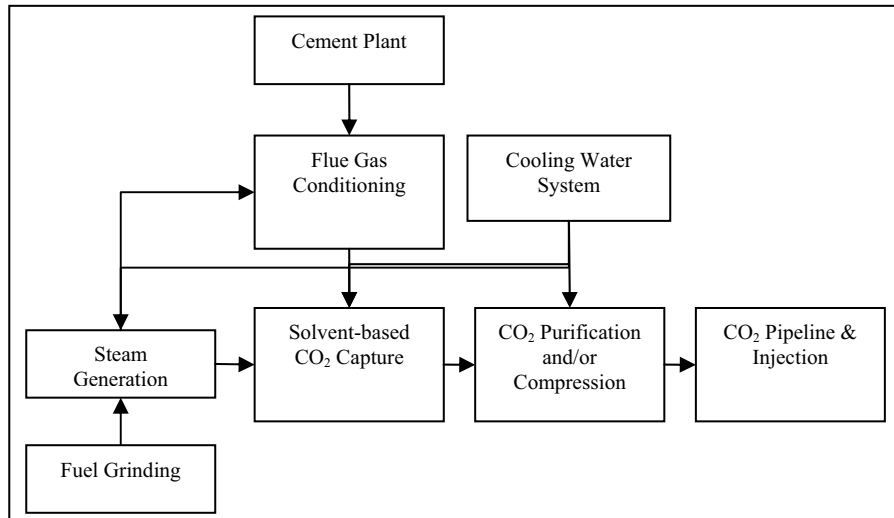 Cement Plant
Flue Gas
Conditioning
Cooling Water
System
Steam
Generation
Solvent-based
CO₂ Capture
CO₂ Purification
and/or
Compression
CO₂ Pipeline &
Injection
Fuel Grinding